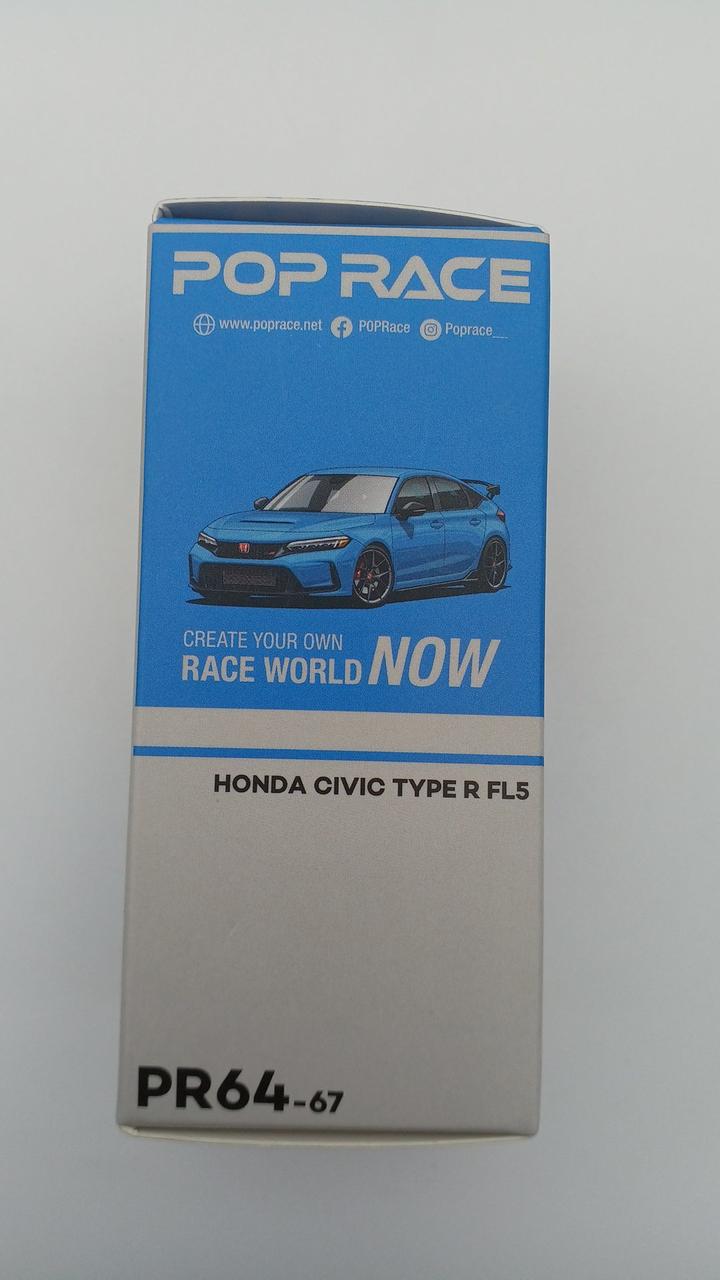 POP RACE
www.poprace.net POPRace Poprace__
CREATE YOUR OWN
RACE WORLD NOW
HONDA CIVIC TYPE R FL5
PR64-67